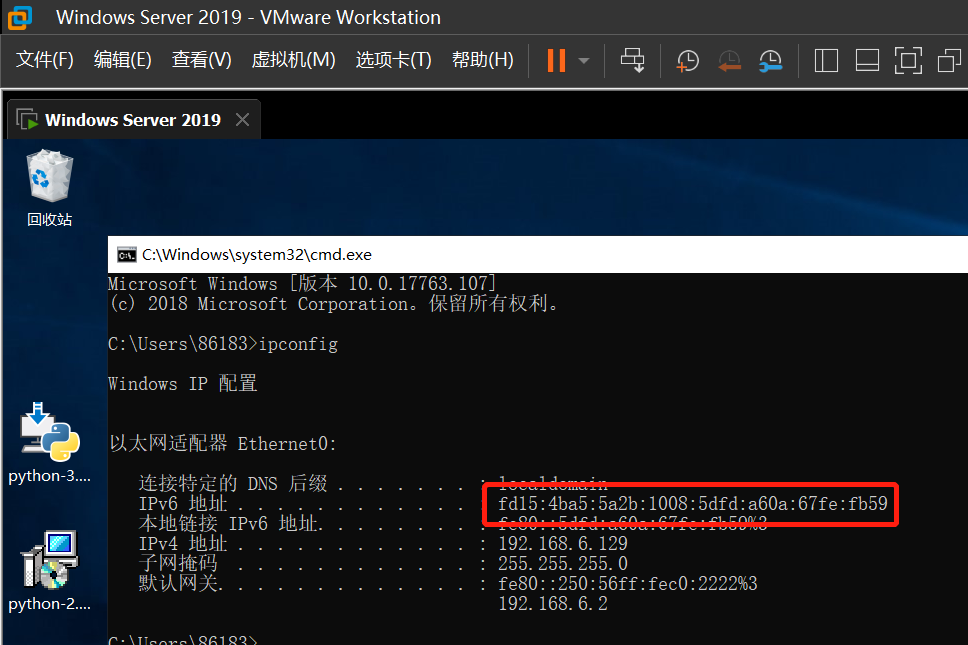 Windows Server 2019 - VMware Workstation
文件(F) 编辑(E) 查看(V) 虚拟机(M) 选项卡(T) 帮助(H)
Windows Server 2019
回收站
C:\Windows\system32\cmd.exe
Microsoft Windows [版本 10.0.17763.107]
(c) 2018 Microsoft Corporation。保留所有权利。
C:\Users\86183>ipconfig
Windows IP 配置
以太网适配器 Ethernet0:
连接特定的 DNS 后缀 . . . . . . . : localdomain
IPv6 地址 . . . . . . . . . . . . : fd15:4ba5:5a2b:1008:5dfd:a60a:67fe:fb59
本地链接 IPv6 地址. . . . . . . . : fe80::5dfd:a60a:67fe:fb59%3
IPv4 地址 . . . . . . . . . . . . : 192.168.6.129
子网掩码 . . . . . . . . . . . . : 255.255.255.0
默认网关. . . . . . . . . . . . . : fe80::250:56ff:fec0:2222%3
192.168.6.2
C:\Users\86183>
python-3....
python-2....